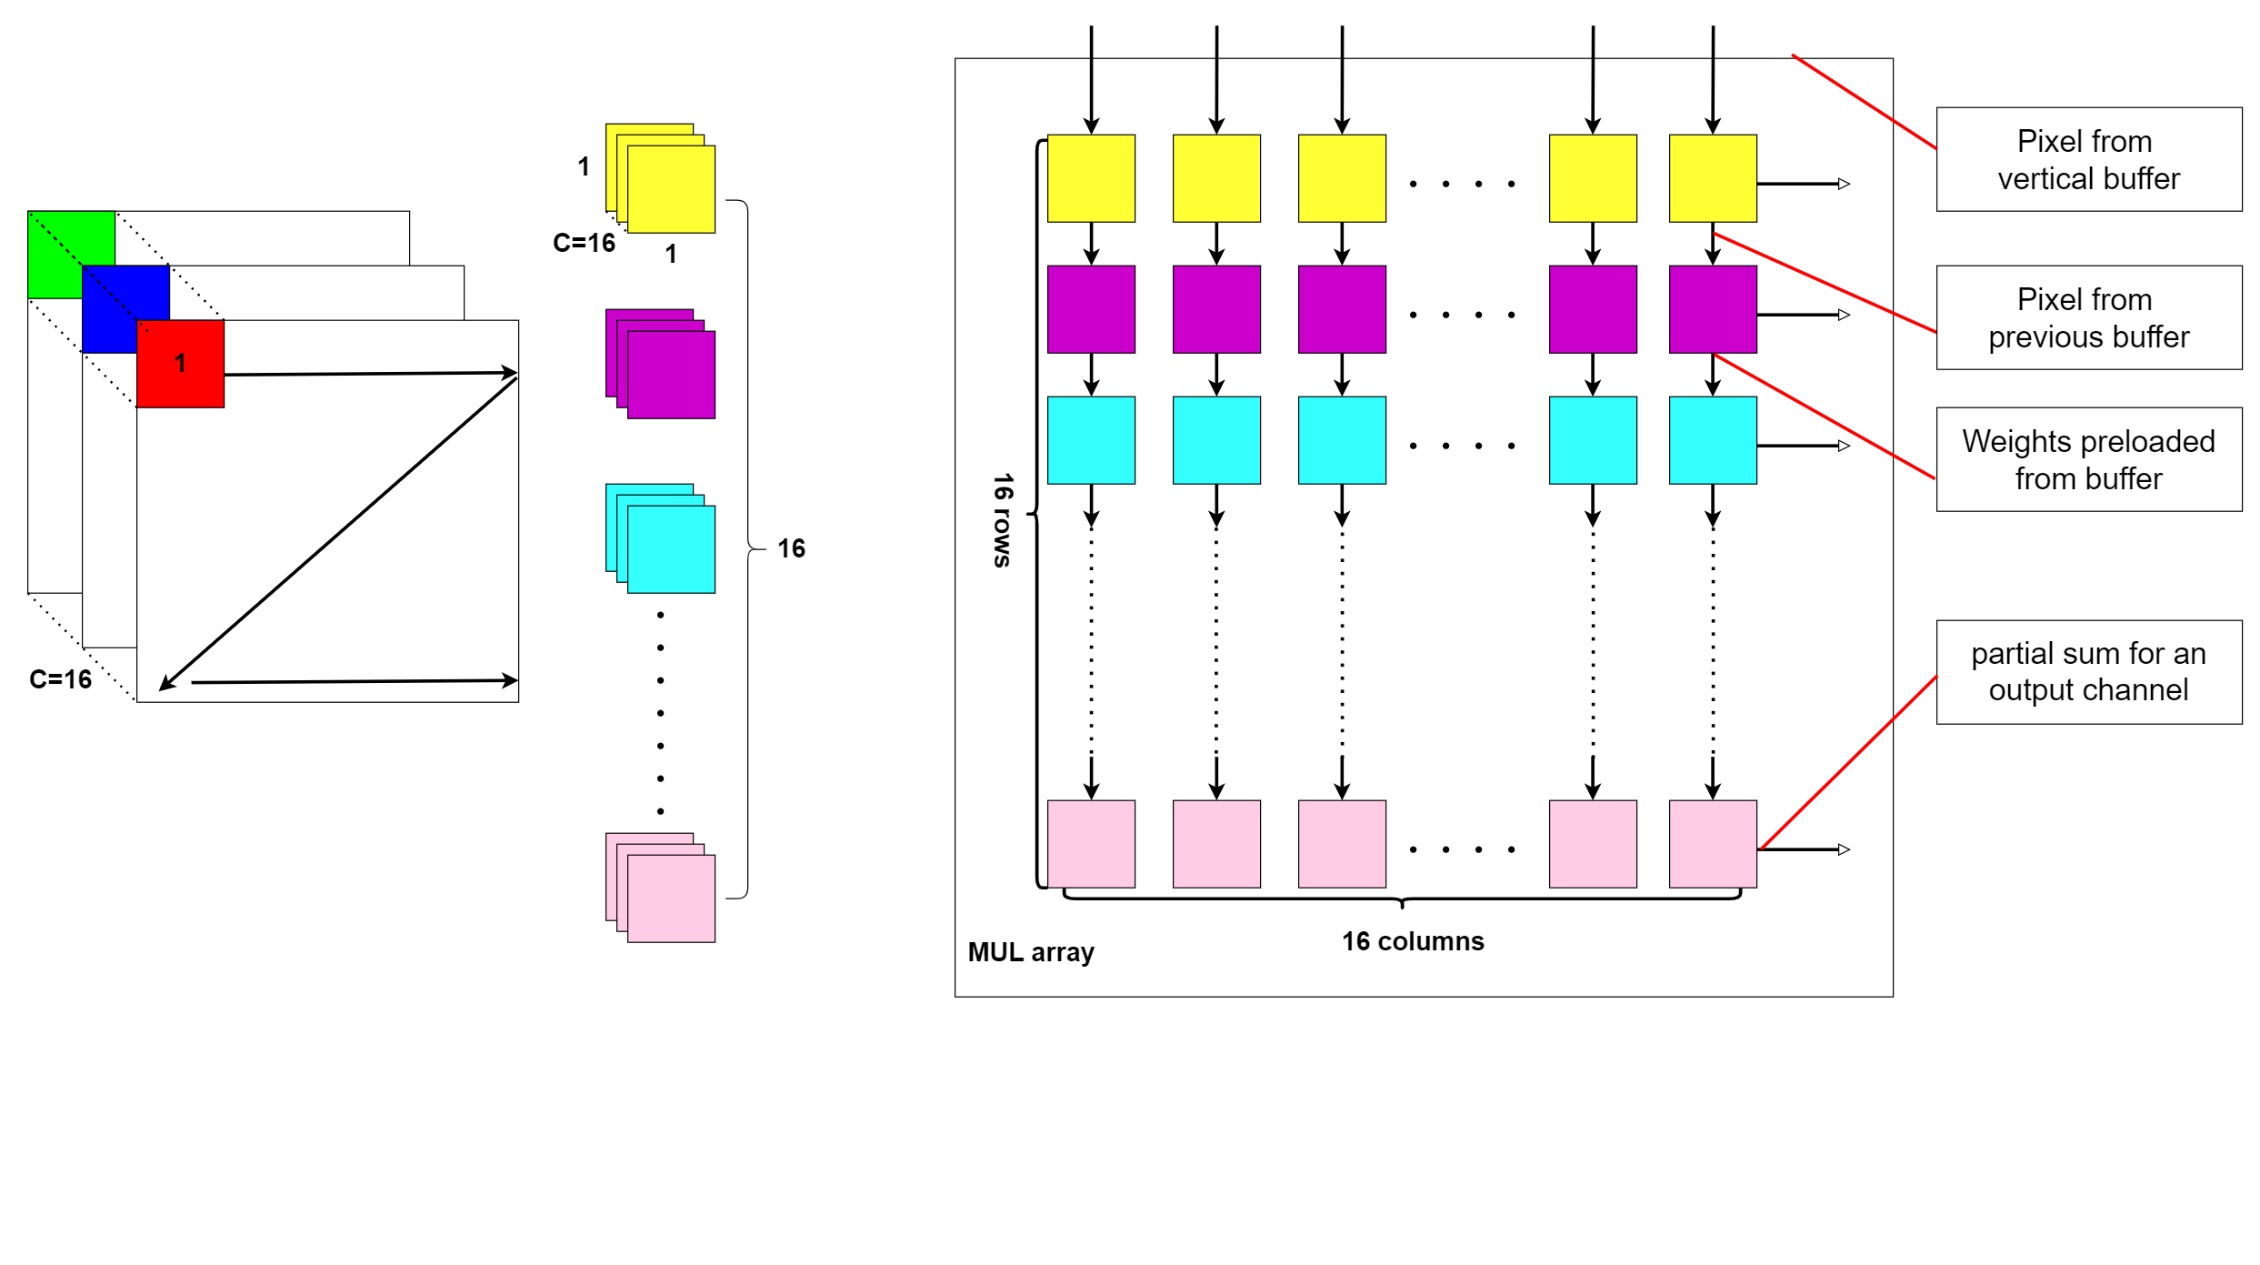 1
C=16
1
C=16
1
16
16 rows
MUL array
16 columns
Pixel from
vertical buffer
Pixel from
previous buffer
Weights preloaded
from buffer
partial sum for an
output channel